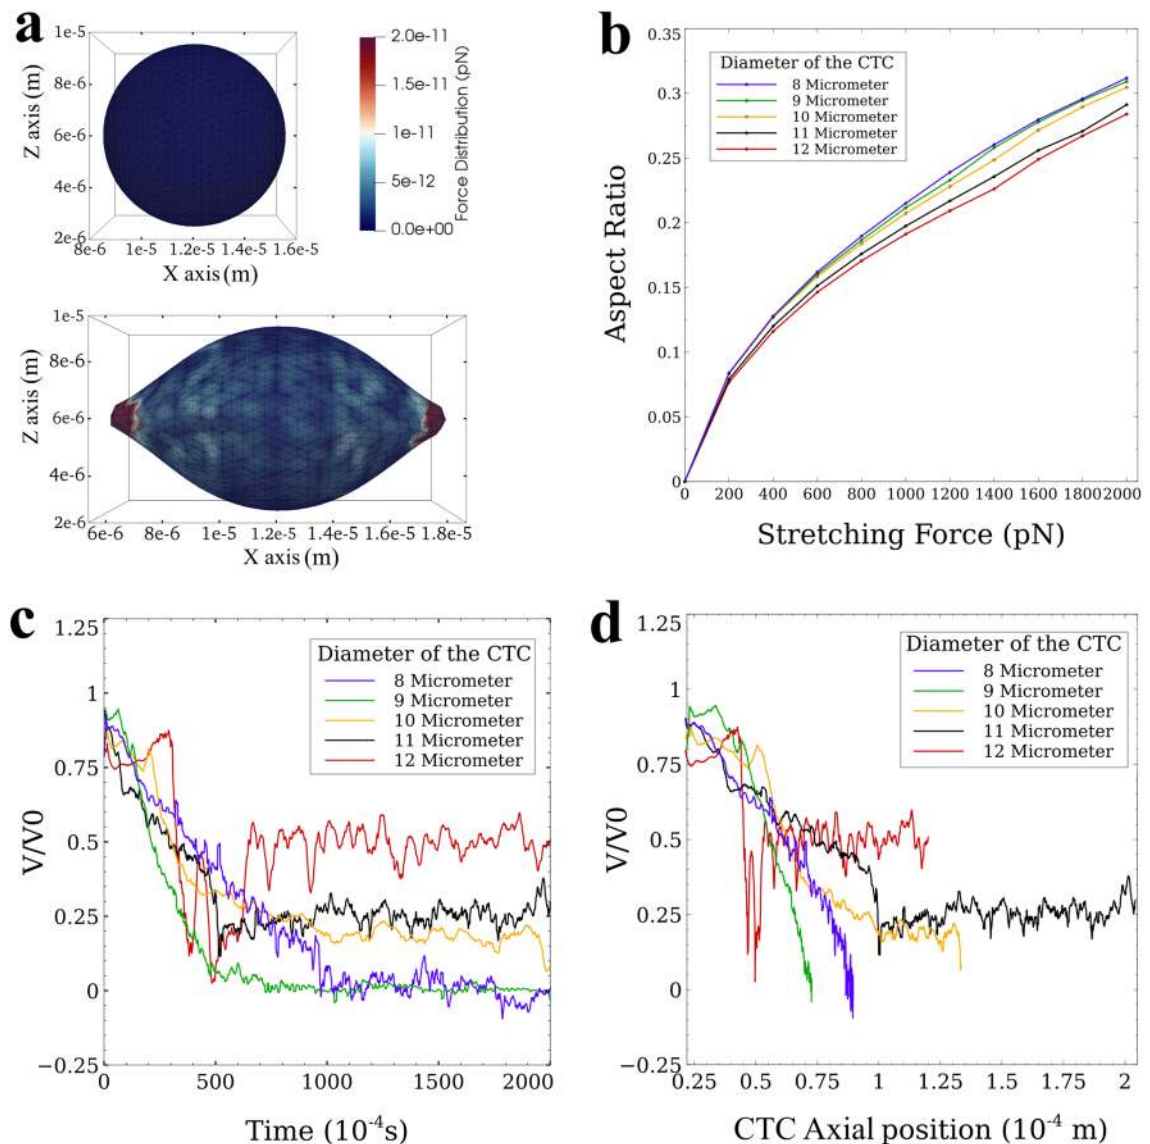 a
1e-5
8e-6
6e-6
4e-6
2e-6
Z axis (m)
8e-6 1e-5 1.2e-5 1.4e-5 1.6e-5
X axis (m)
2.0e-11
1.5e-11
1e-11
5e-12
0.0e+00
Force Distribution (pN)
1e-5
8e-6
6e-6
4e-6
2e-6
Z axis (m)
6e-6 8e-6 1e-5 1.2e-5 1.4e-5 1.6e-5 1.8e-5
X axis (m)
b
0.35
0.3
0.25
0.2
0.15
0.1
0.05
0
Aspect Ratio
Diameter of the CTC
8 Micrometer
9 Micrometer
10 Micrometer
11 Micrometer
12 Micrometer
0 200 400 600 800 1000 1200 1400 1600 1800 2000
Stretching Force (pN)
c
1.25
1
0.75
0.5
0.25
0
−0.25
V/V0
Diameter of the CTC
8 Micrometer
9 Micrometer
10 Micrometer
11 Micrometer
12 Micrometer
0 500 1000 1500 2000
Time (10⁻⁴s)
d
1.25
1
0.75
0.5
0.25
0
−0.25
V/V0
Diameter of the CTC
8 Micrometer
9 Micrometer
10 Micrometer
11 Micrometer
12 Micrometer
0.25 0.5 0.75 1 1.25 1.5 1.75 2
CTC Axial position (10⁻⁴ m)